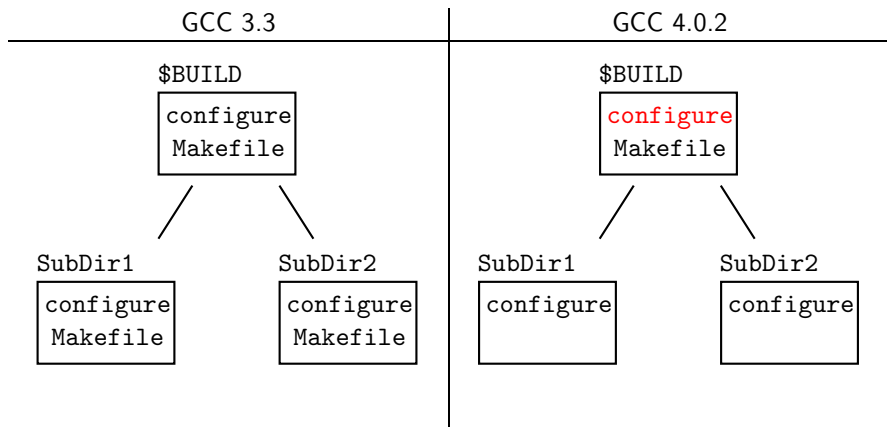 GCC 3.3
$BUILD
configure
Makefile
SubDir1
configure
Makefile
SubDir2
configure
Makefile
GCC 4.0.2
$BUILD
configure
Makefile
SubDir1
configure
SubDir2
configure